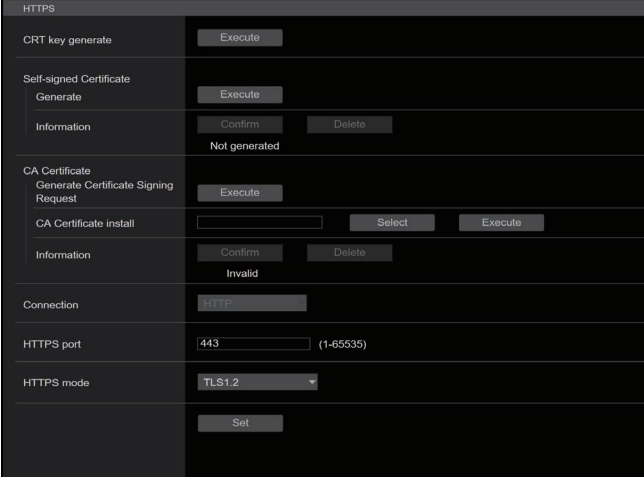 HTTPS
CRT key generate Execute
Self-signed Certificate
Generate Execute
Information Confirm Delete
Not generated
CA Certificate
Generate Certificate Signing
Request Execute
CA Certificate install Select Execute
Information Confirm Delete
Invalid
Connection HTTP
HTTPS port 443 (1-65535)
HTTPS mode TLS1.2
Set